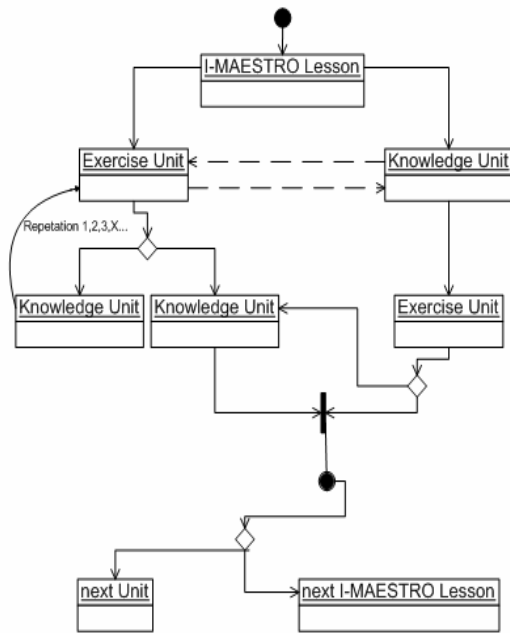 I-MAESTRO Lesson
Exercise Unit
Knowledge Unit
Repetation 1,2,3,X...
Knowledge Unit
Knowledge Unit
Exercise Unit
next Unit
next I-MAESTRO Lesson